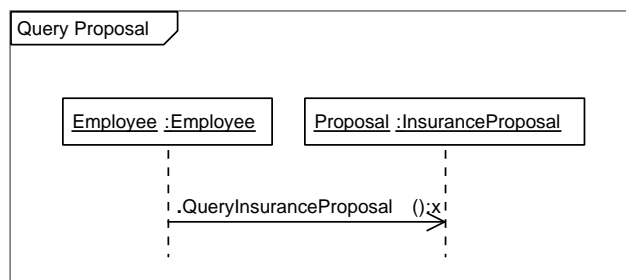 Query Proposal
Employee :Employee
Proposal :InsuranceProposal
.QueryInsuranceProposal ():x